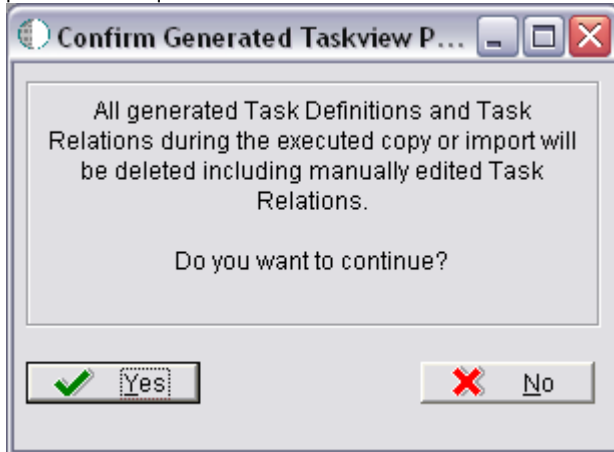 Confirm Generated Taskview P...
All generated Task Definitions and Task
Relations during the executed copy or import will
be deleted including manually edited Task
Relations.
Do you want to continue?
Yes
No